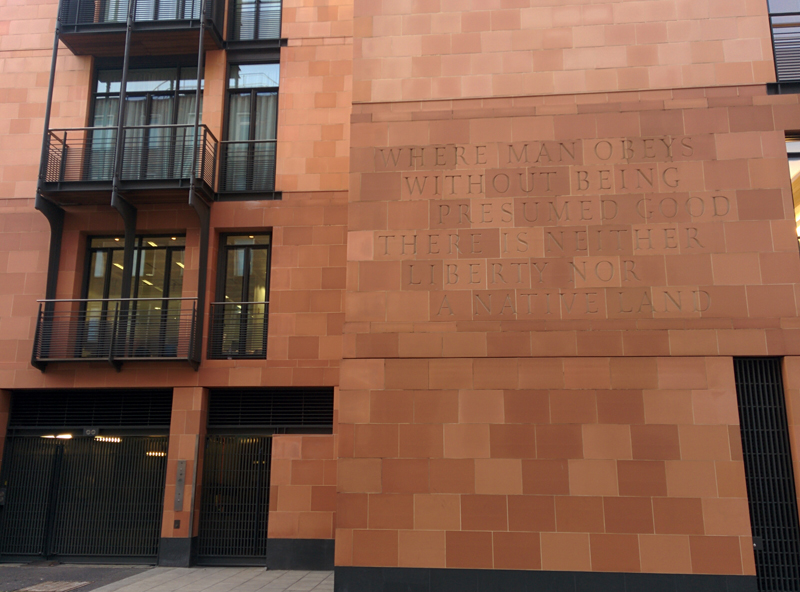 WHERE MAN OBEYS
WITHOUT BEING
PRESUMED GOOD
THERE IS NEITHER
LIBERTY NOR
A NATIVE LAND